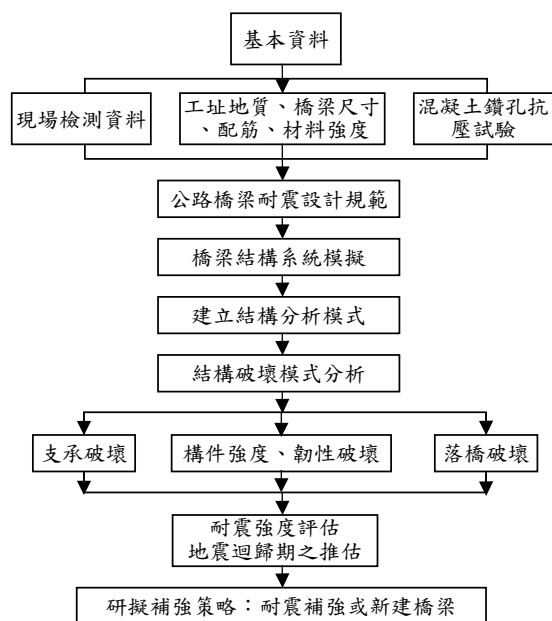 基本資料
現場檢測資料
工址地質、橋梁尺寸
、配筋、材料強度
混凝土鑽孔抗
壓試驗
公路橋梁耐震設計規範
橋梁結構系統模擬
建立結構分析模式
結構破壞模式分析
支承破壞
構件強度、韌性破壞
落橋破壞
耐震強度評估
地震迴歸期之推估
研擬補強策略：耐震補強或新建橋梁